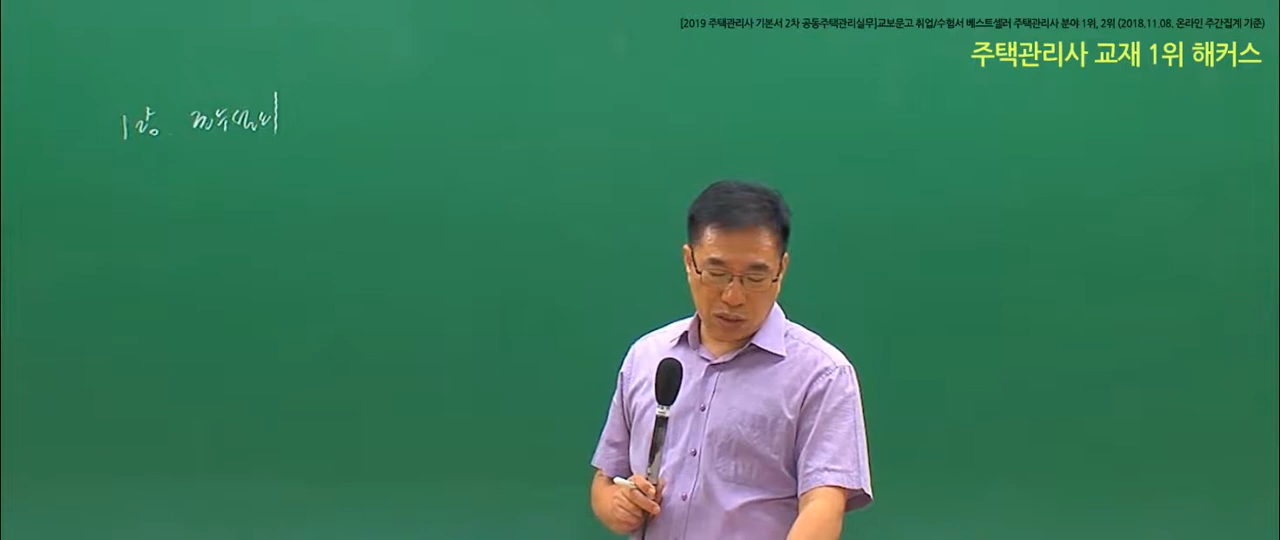 [2019 주택관리사 기본서 2차 공동주택관리실무]교보문고 취업/수험서 베스트셀러 주택관리사 분야 1위, 2위 (2018.11.08. 온라인 주간집계 기준)
주택관리사 교재 1위 해커스
1장.